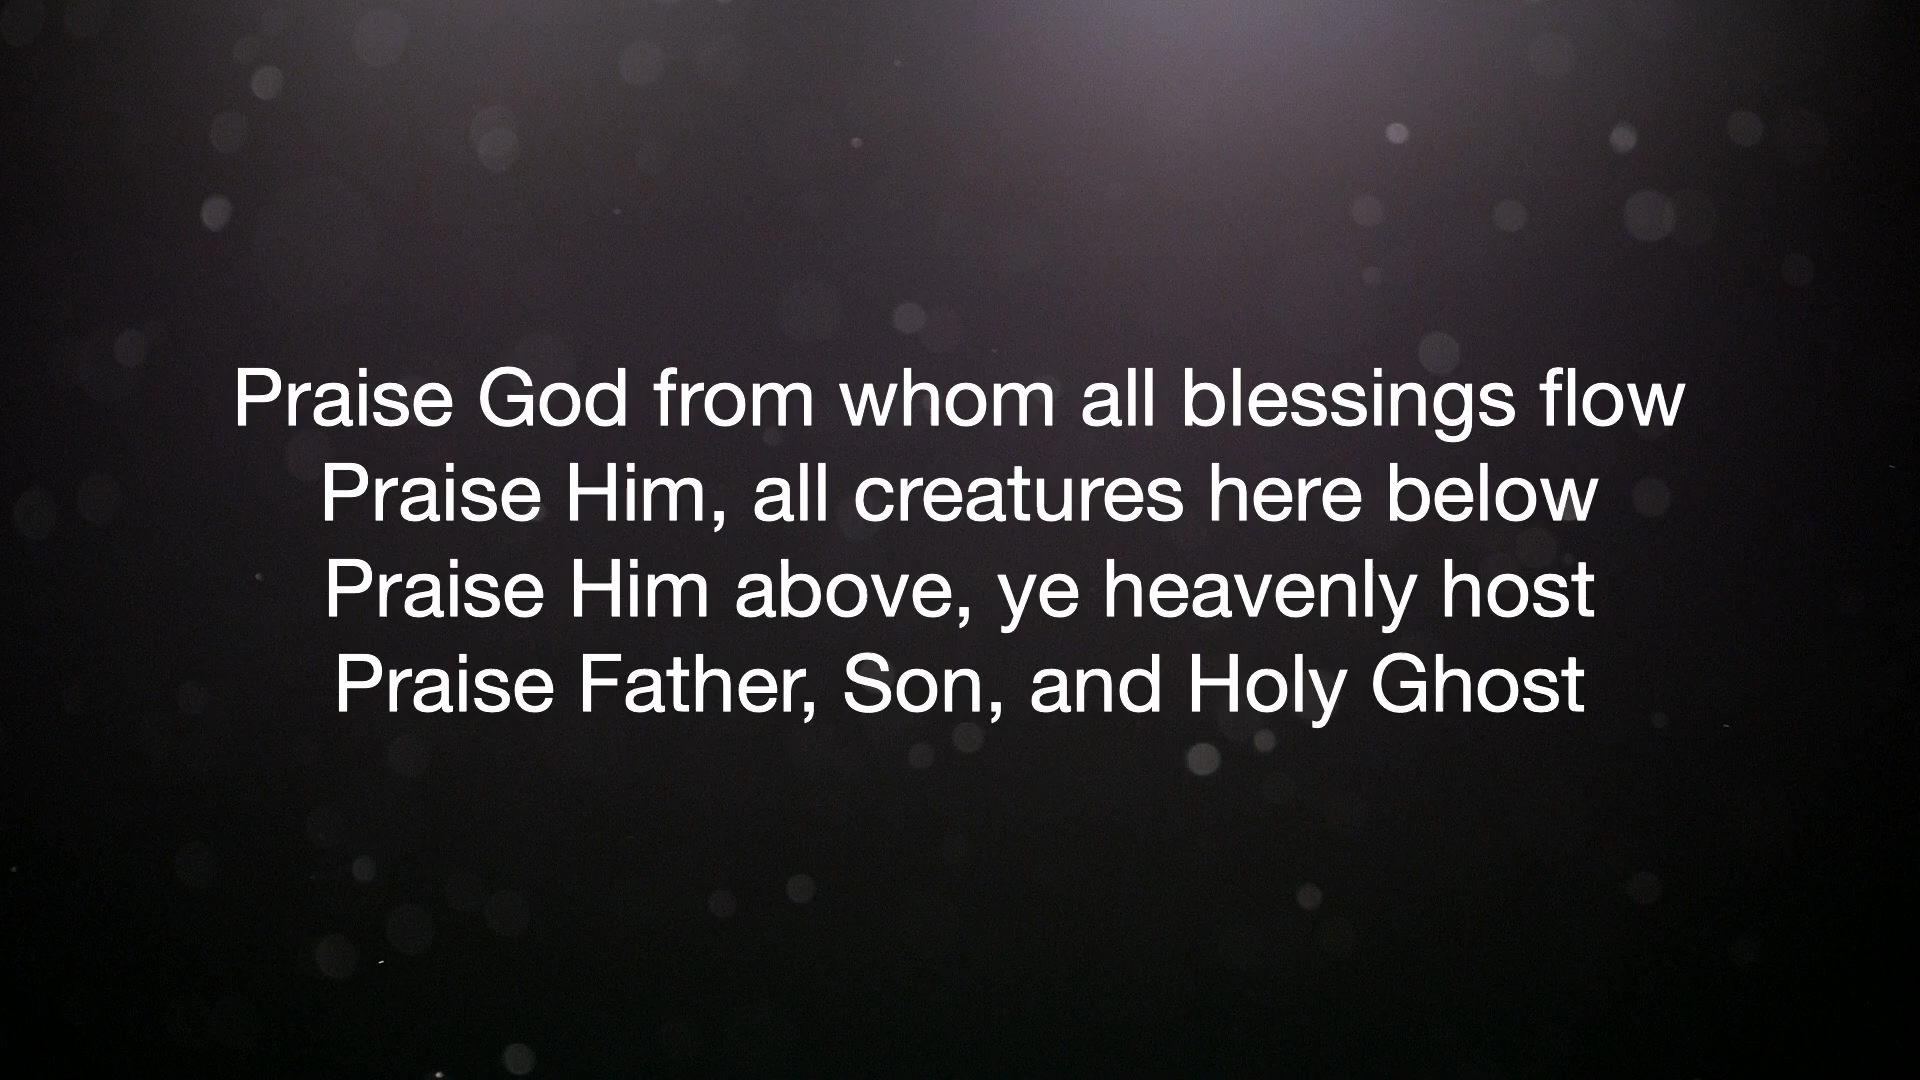 Praise God from whom all blessings flow
Praise Him, all creatures here below
Praise Him above, ye heavenly host
Praise Father, Son, and Holy Ghost